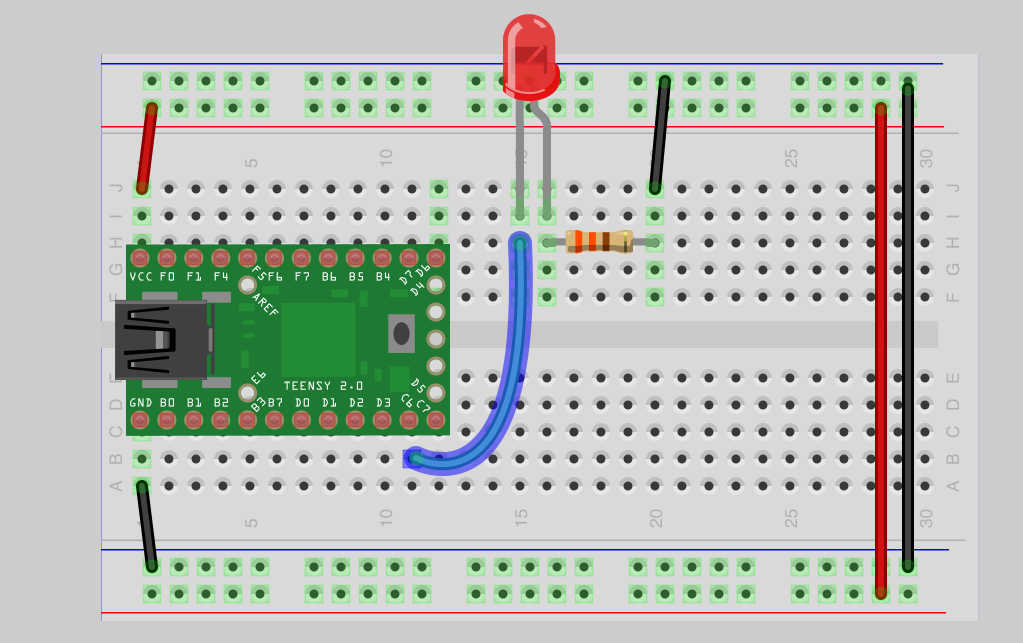 5 10 15 20 25 30
J J
I I
H H
G G
F F
VCC F0 F1 F4 F5 F6 F7 B6 B5 B4 D7 D6
D4
AREF
E6
TEENSY 2.0
D5
GND B0 B1 B2 B3 B7 D0 D1 D2 D3 C6 C7
E E
D D
C C
B B
A A
1 5 10 15 20 25 30